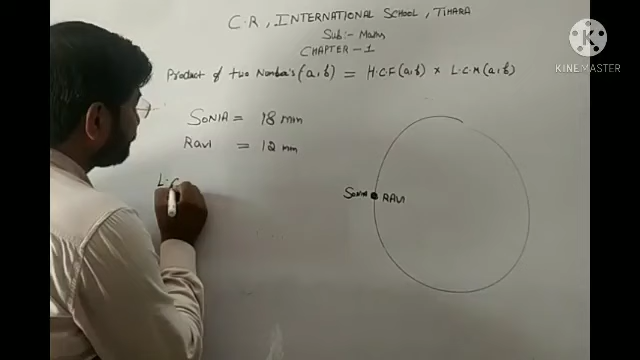 C.R, INTERNATIONAL SCHOOL, TIHARA
Sub:- Maths
CHAPTER - 1
Product of two Number's (a,b) = H.C.F (a,b) × L.C.M (a,b)
SONIA = 18 min
RAVI = 12 min
SONIA RAVI
L.C
KINEMASTER